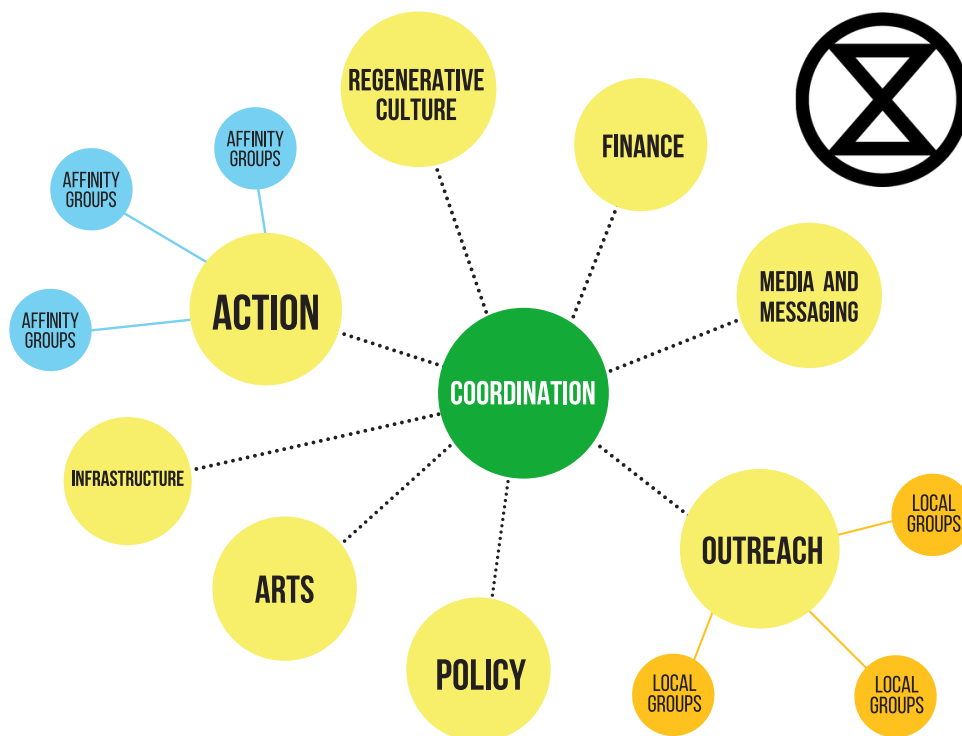 REGENERATIVE
CULTURE
FINANCE
AFFINITY
GROUPS
AFFINITY
GROUPS
AFFINITY
GROUPS
ACTION
MEDIA AND
MESSAGING
COORDINATION
INFRASTRUCTURE
ARTS
POLICY
OUTREACH
LOCAL
GROUPS
LOCAL
GROUPS
LOCAL
GROUPS